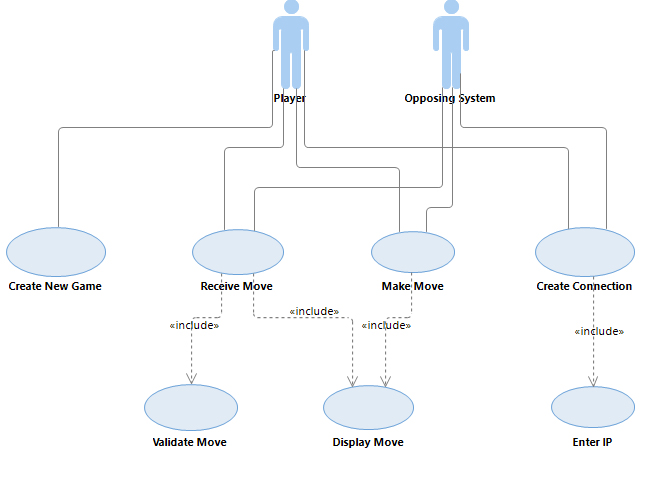 Player
Opposing System
Create New Game
Receive Move
Make Move
Create Connection
«include»
«include»
«include»
«include»
Validate Move
Display Move
Enter IP